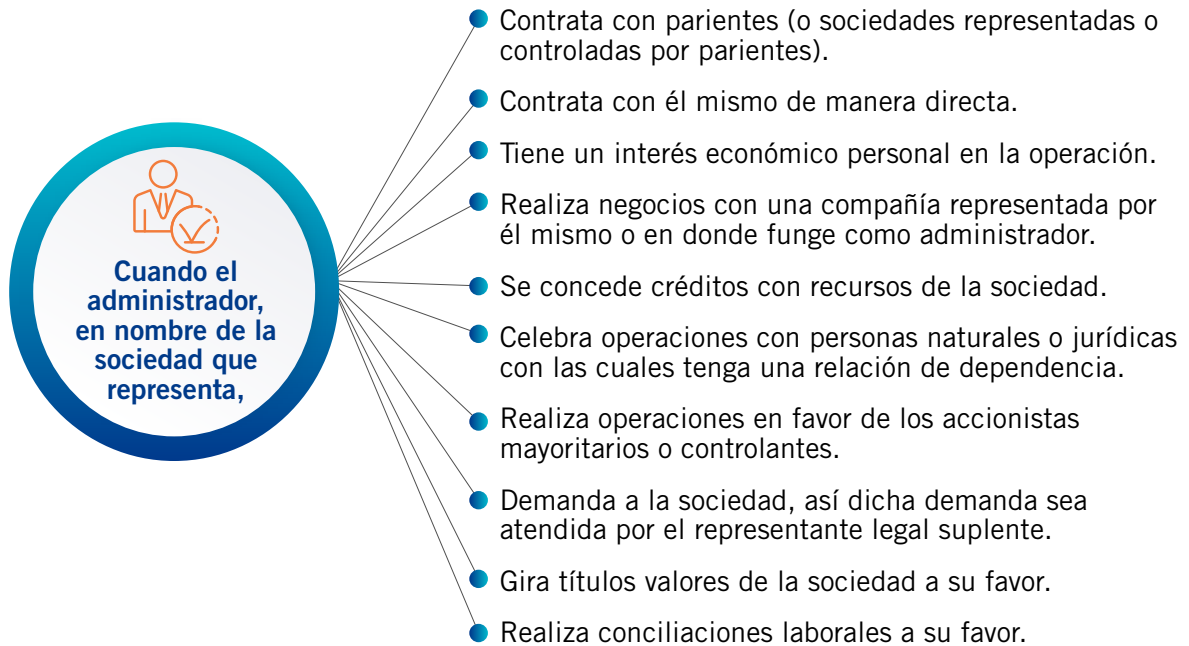 Cuando el
administrador,
en nombre de la
sociedad que
representa,
Contrata con parientes (o sociedades representadas o
controladas por parientes).
Contrata con él mismo de manera directa.
Tiene un interés económico personal en la operación.
Realiza negocios con una compañía representada por
él mismo o en donde funge como administrador.
Se concede créditos con recursos de la sociedad.
Celebra operaciones con personas naturales o jurídicas
con las cuales tenga una relación de dependencia.
Realiza operaciones en favor de los accionistas
mayoritarios o controlantes.
Demanda a la sociedad, así dicha demanda sea
atendida por el representante legal suplente.
Gira títulos valores de la sociedad a su favor.
Realiza conciliaciones laborales a su favor.